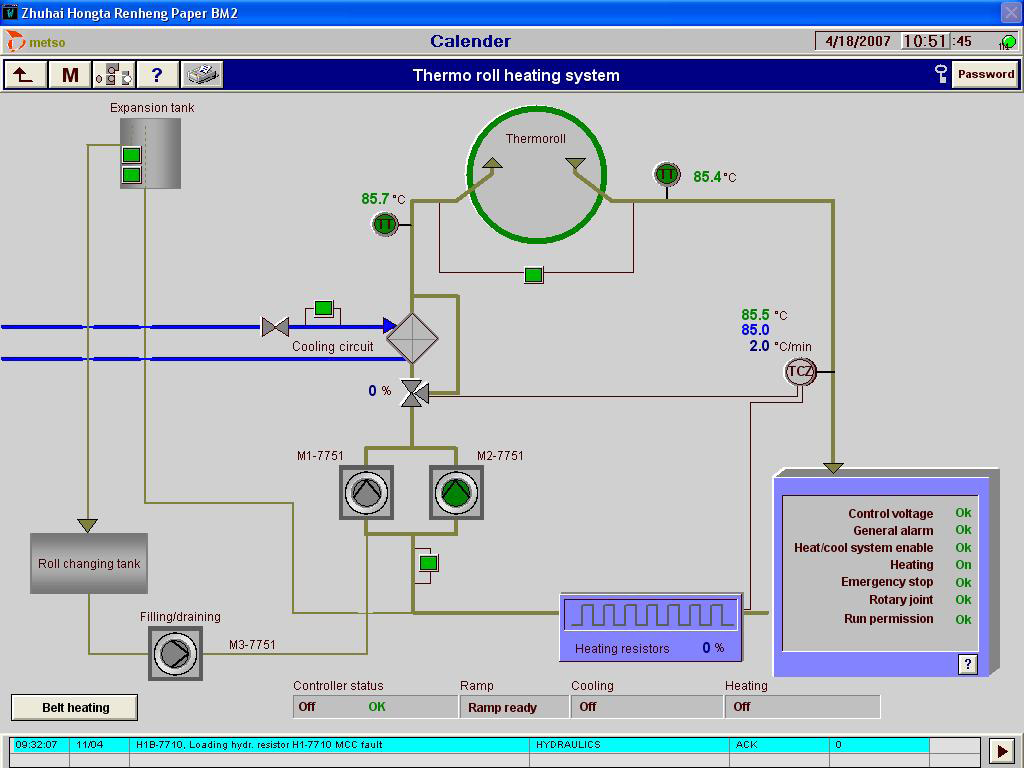 Zhuhai Hongta Renheng Paper BM2
metso
Calender
4/18/2007 10:51:45
M
?
Thermo roll heating system
Password
Expansion tank
Thermoroll
85.7 °C
TT
TT
85.4 °C
85.5 °C
85.0
2.0 °C/min
TCZ
Cooling circuit
0 %
M1-7751
M2-7751
Control voltage Ok
General alarm Ok
Heat/cool system enable Ok
Heating On
Emergency stop Ok
Rotary joint Ok
Run permission Ok
?
Roll changing tank
Filling/draining
M3-7751
Heating resistors 0 %
Belt heating
Controller status Ramp Cooling Heating
Off OK Ramp ready Off Off
09:32:07 11/04 H1B-7710, Loading hydr. resistor H1-7710 MCC fault HYDRAULICS ACK 0